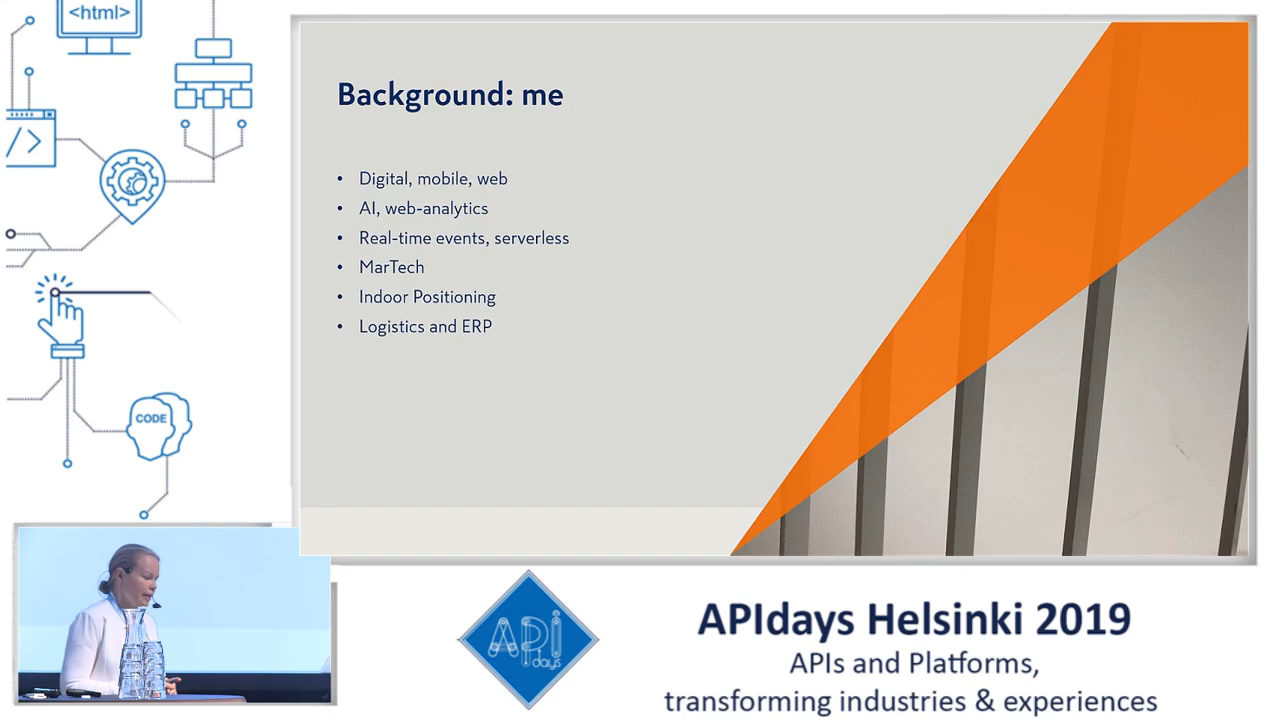 <html>
Background: me
• Digital, mobile, web
• AI, web-analytics
• Real-time events, serverless
• MarTech
• Indoor Positioning
• Logistics and ERP
/>
CODE
API
days
APIdays Helsinki 2019
APIs and Platforms,
transforming industries & experiences